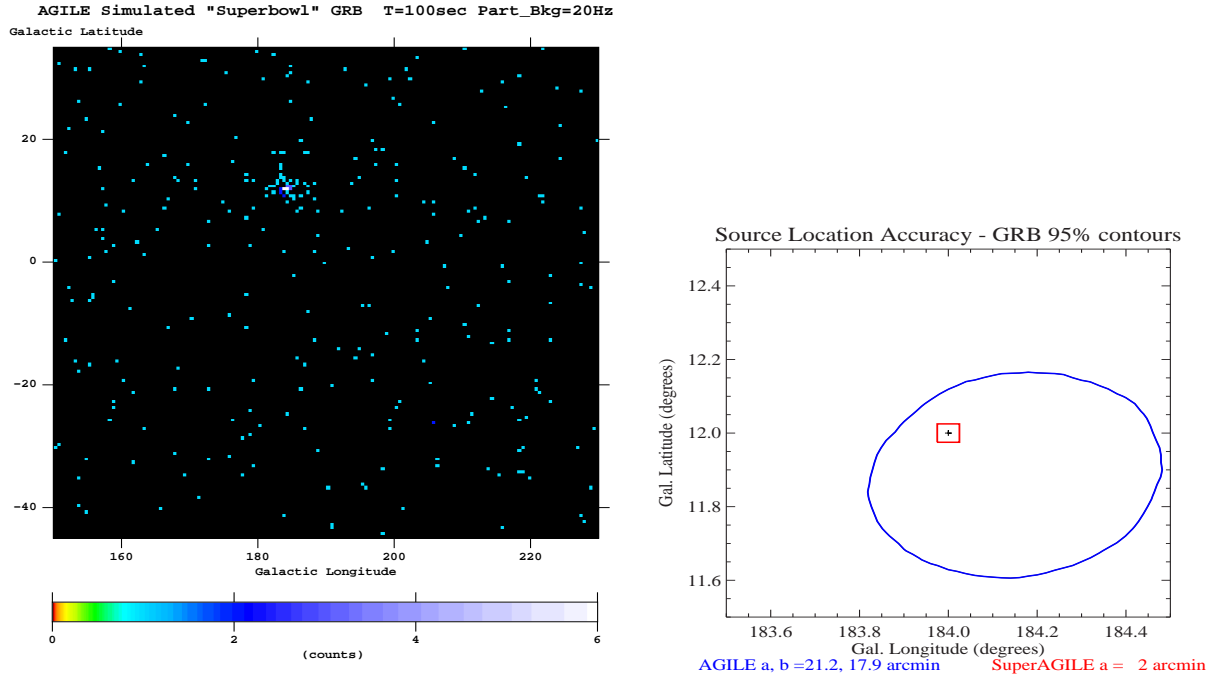 AGILE Simulated "Superbowl" GRB T=100sec Part_Bkg=20Hz
Galactic Latitude
20
0
-20
-40
160 180 200 220
Galactic Longitude
0 2 4 6
(counts)
Source Location Accuracy - GRB 95% contours
Gal. Latitude (degrees)
12.4
12.2
12.0
11.8
11.6
183.6 183.8 184.0 184.2 184.4
Gal. Longitude (degrees)
AGILE a, b =21.2, 17.9 arcmin
SuperAGILE a = 2 arcmin